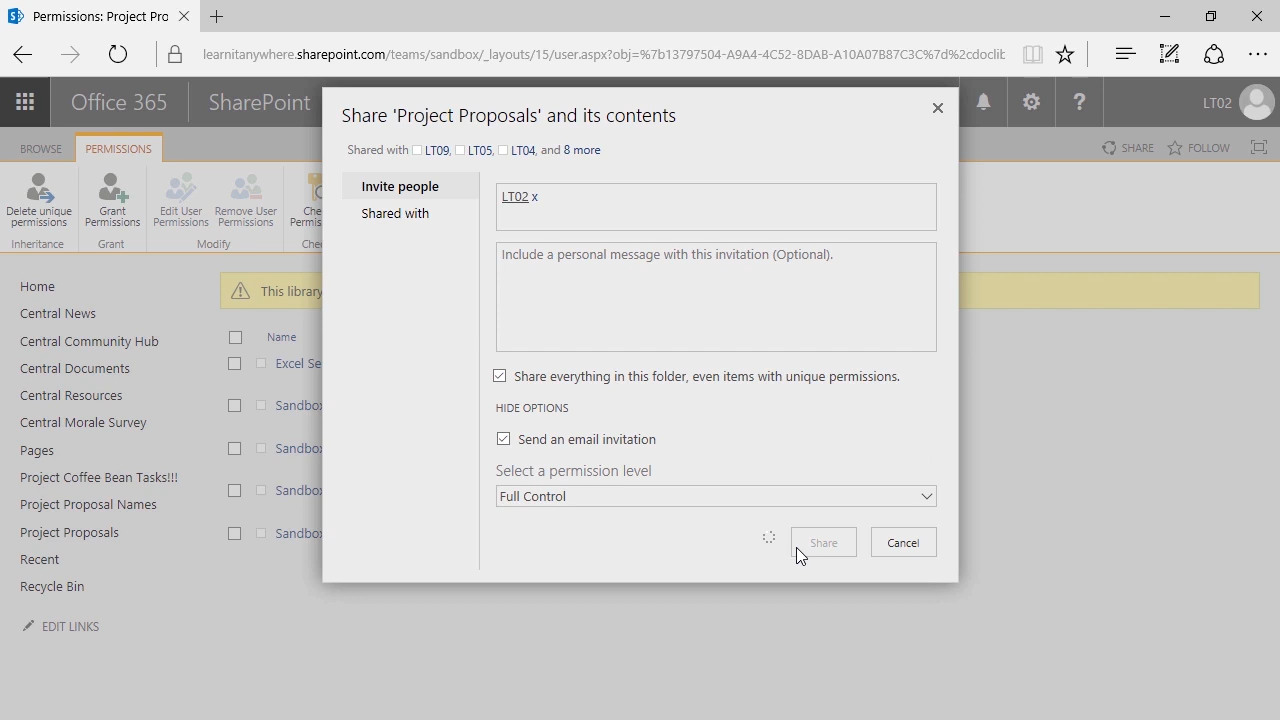 Permissions: Project Pro
learnitanywhere.sharepoint.com/teams/sandbox/_layouts/15/user.aspx?obj=%7b13797504-A9A4-4C52-8DAB-A10A07B87C3C%7d%2cdoclib
Office 365
SharePoint
LT02
BROWSE
PERMISSIONS
SHARE
FOLLOW
Delete unique permissions
Grant Permissions
Edit User Permissions
Remove User Permissions
Inheritance
Grant
Modify
Home
Central News
Central Community Hub
Central Documents
Central Resources
Central Morale Survey
Pages
Project Coffee Bean Tasks!!!
Project Proposal Names
Project Proposals
Recent
Recycle Bin
EDIT LINKS
This library
Name
Share 'Project Proposals' and its contents
Shared with LT09, LT05, LT04, and 8 more
Invite people
Shared with
LT02 x
Include a personal message with this invitation (Optional).
Share everything in this folder, even items with unique permissions.
HIDE OPTIONS
Send an email invitation
Select a permission level
Full Control
Share
Cancel